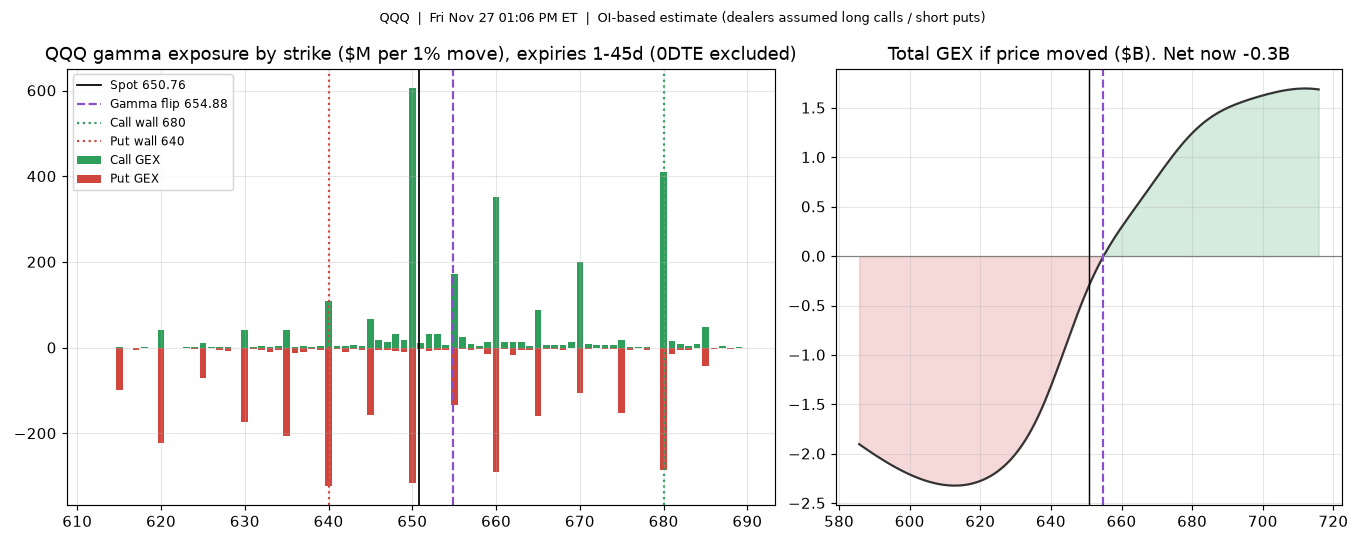 QQQ | Fri Nov 27 01:06 PM ET | OI-based estimate (dealers assumed long calls / short puts)
QQQ gamma exposure by strike ($M per 1% move), expiries 1-45d (0DTE excluded)
Spot 650.76
Gamma flip 654.88
Call wall 680
Put wall 640
Call GEX
Put GEX
600
400
200
0
−200
610 620 630 640 650 660 670 680 690
Total GEX if price moved ($B). Net now -0.3B
1.5
1.0
0.5
0.0
−0.5
−1.0
−1.5
−2.0
−2.5
580 600 620 640 660 680 700 720